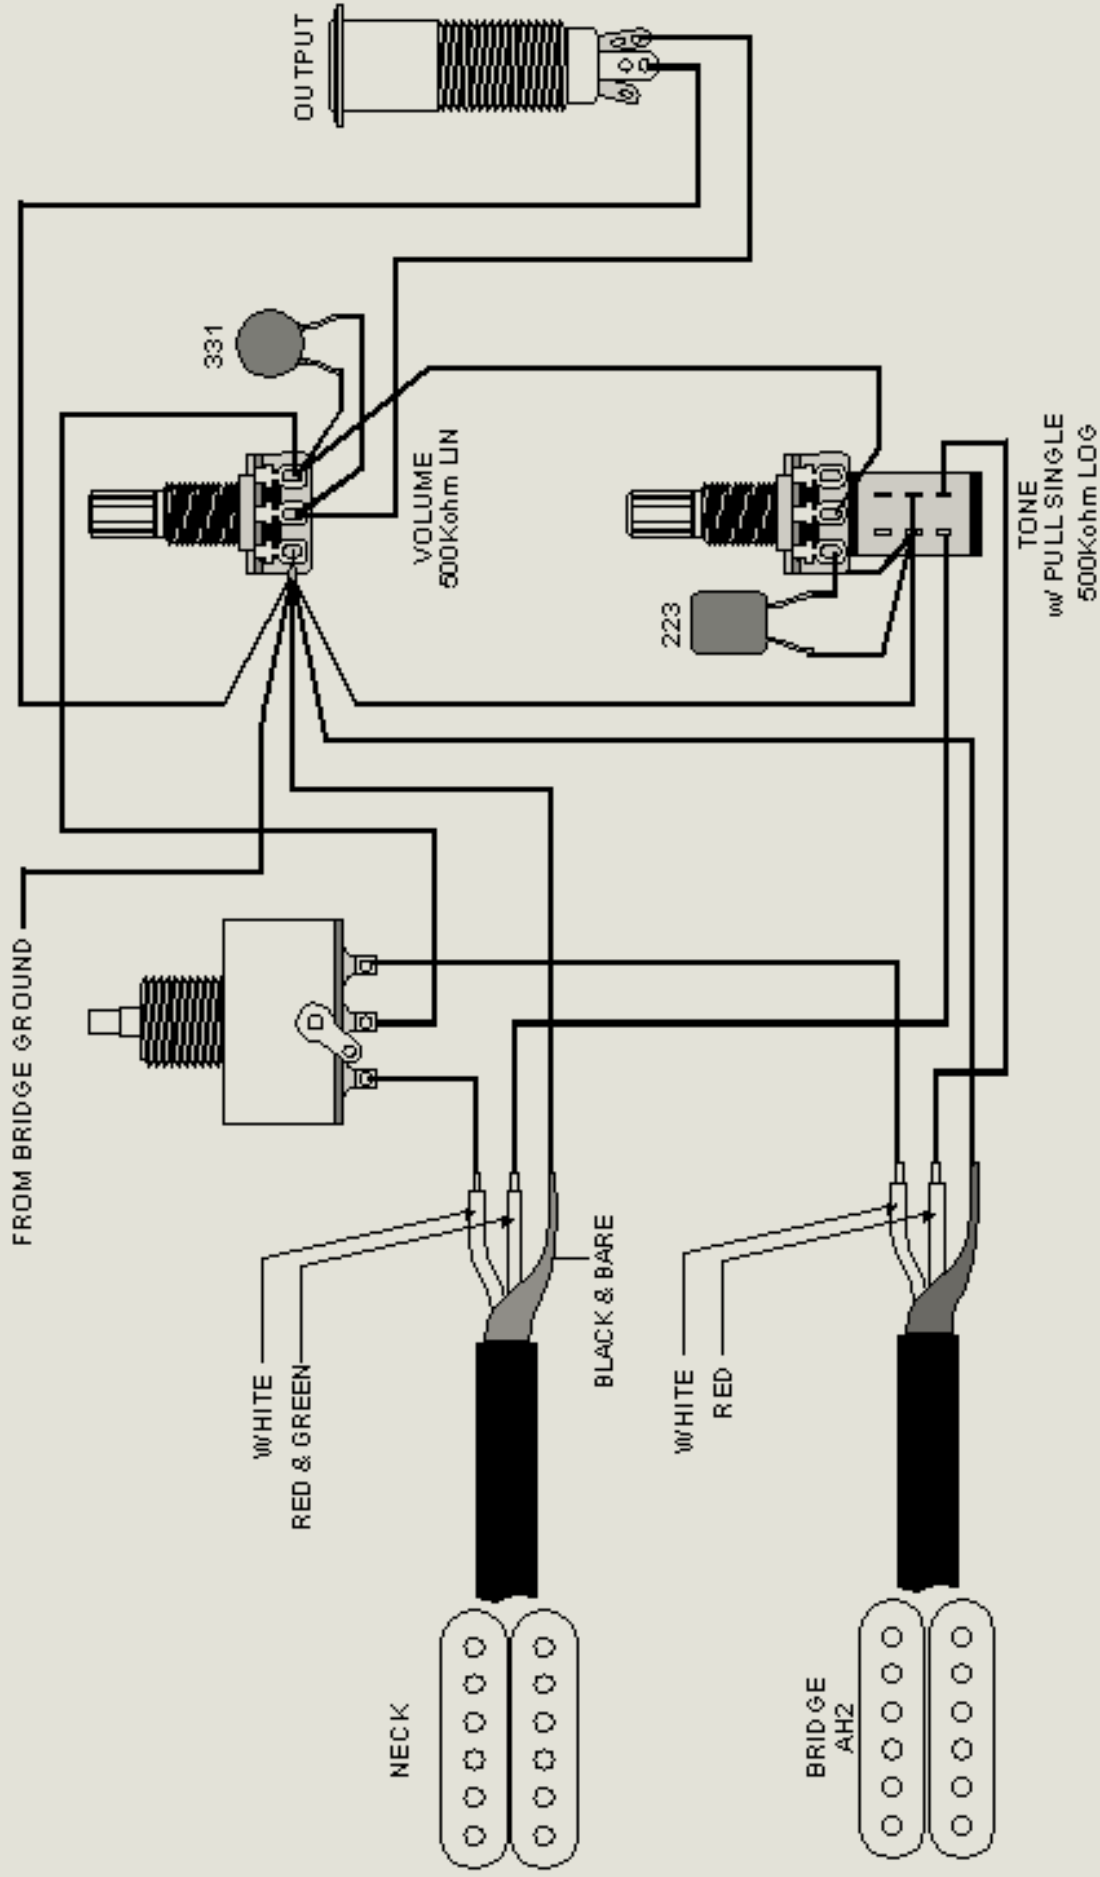 OUTPUT
331
VOLUME
500Kohm LIN
223
TONE
w/ PULL SINGLE
500Kohm LOG
FROM BRIDGE GROUND
WHITE
RED & GREEN
BLACK & BARE
WHITE
RED
NECK
BRIDGE
AH2